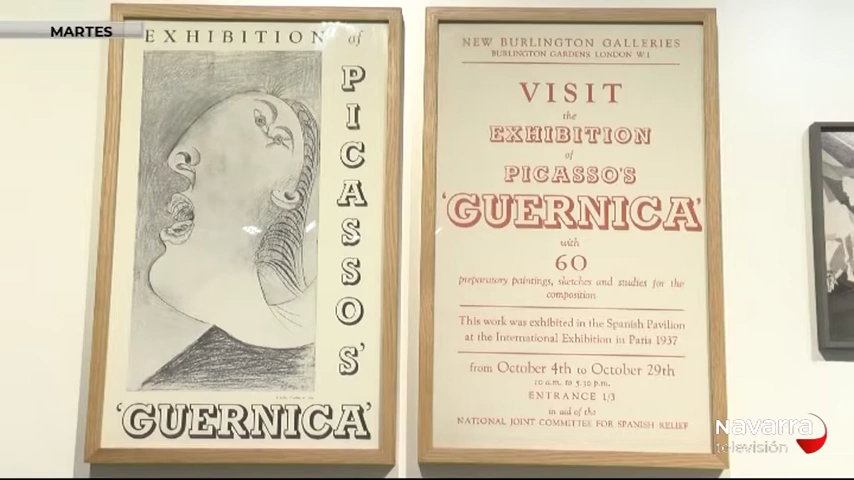 MARTES
EXHIBITION of
PICASSO'S
'GUERNICA'
NEW BURLINGTON GALLERIES
BURLINGTON GARDENS, LONDON W 1
VISIT
the
EXHIBITION
of
PICASSO'S
'GUERNICA'
with
60
preparatory paintings, sketches and studies for the
composition
This work was exhibited in the Spanish Pavilion
at the International Exhibition in Paris 1937
from October 4th to October 29th
10 a.m. to 5.30 p.m.
ENTRANCE 1/3
in aid of the
NATIONAL JOINT COMMITTEE FOR SPANISH RELIEF
Navarra
televisión